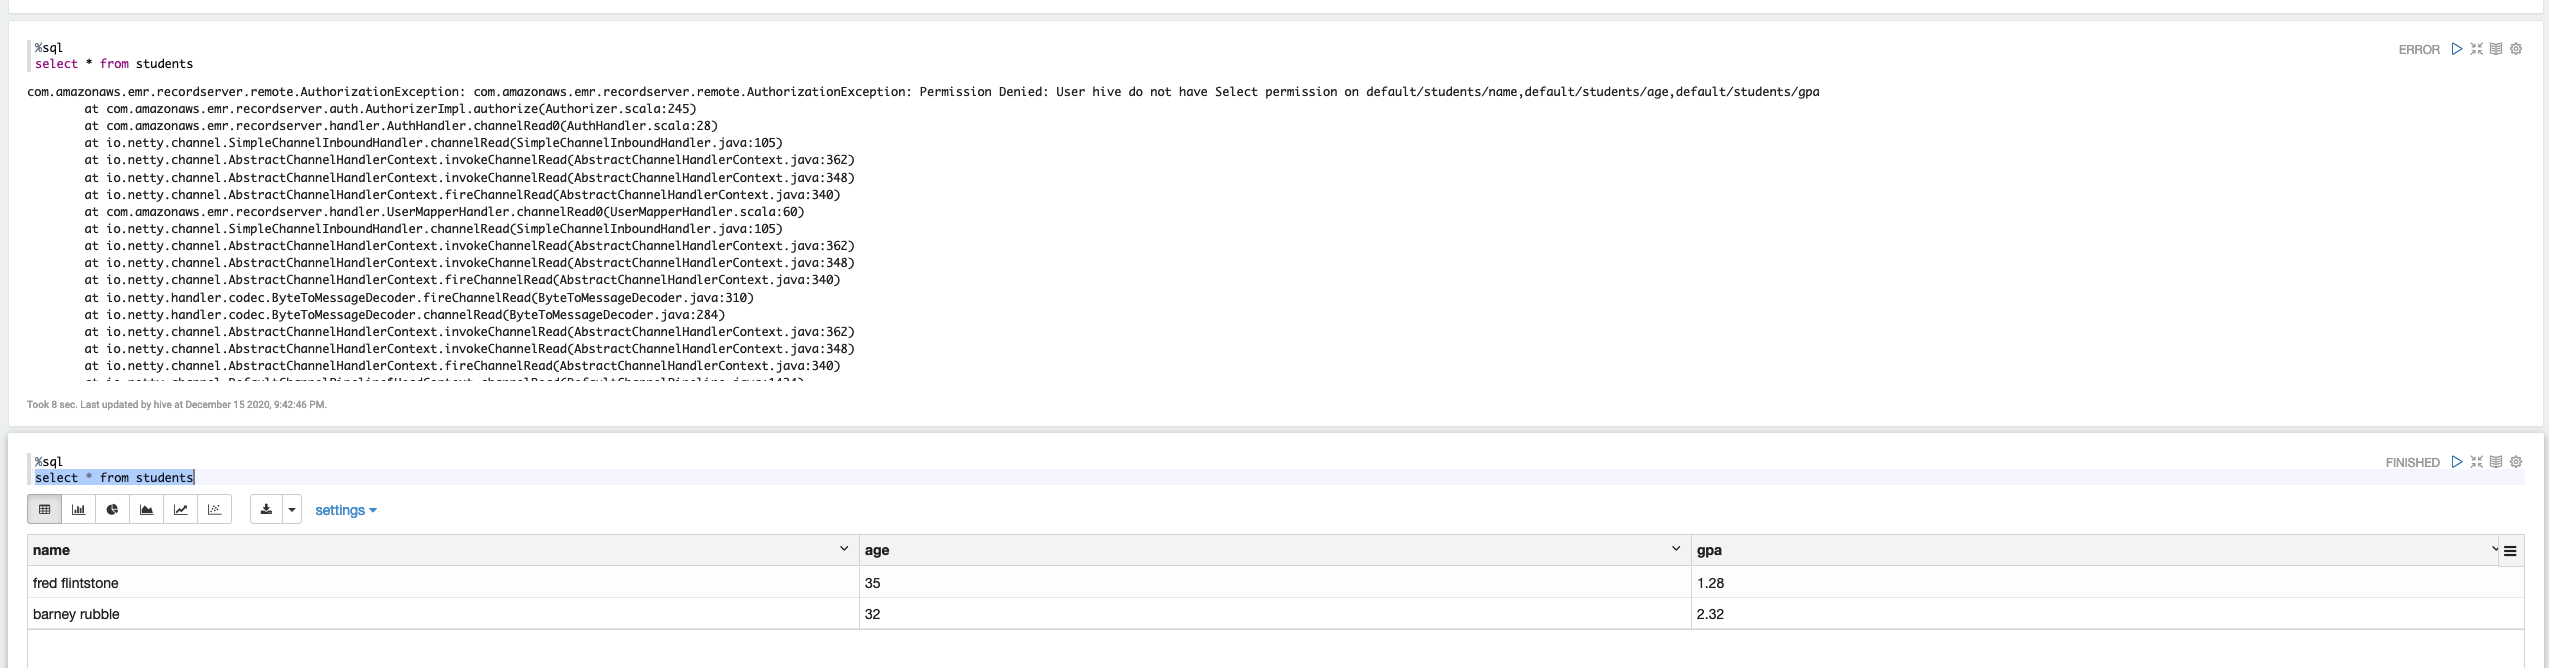 %sql
select * from students
ERROR
com.amazonaws.emr.recordserver.remote.AuthorizationException: com.amazonaws.emr.recordserver.remote.AuthorizationException: Permission Denied: User hive do not have Select permission on default/students/name,default/students/age,default/students/gpa
at com.amazonaws.emr.recordserver.auth.AuthorizerImpl.authorize(Authorizer.scala:245)
at com.amazonaws.emr.recordserver.handler.AuthHandler.channelRead0(AuthHandler.scala:28)
at io.netty.channel.SimpleChannelInboundHandler.channelRead(SimpleChannelInboundHandler.java:105)
at io.netty.channel.AbstractChannelHandlerContext.invokeChannelRead(AbstractChannelHandlerContext.java:362)
at io.netty.channel.AbstractChannelHandlerContext.invokeChannelRead(AbstractChannelHandlerContext.java:348)
at io.netty.channel.AbstractChannelHandlerContext.fireChannelRead(AbstractChannelHandlerContext.java:340)
at com.amazonaws.emr.recordserver.handler.UserMapperHandler.channelRead0(UserMapperHandler.scala:60)
at io.netty.channel.SimpleChannelInboundHandler.channelRead(SimpleChannelInboundHandler.java:105)
at io.netty.channel.AbstractChannelHandlerContext.invokeChannelRead(AbstractChannelHandlerContext.java:362)
at io.netty.channel.AbstractChannelHandlerContext.invokeChannelRead(AbstractChannelHandlerContext.java:348)
at io.netty.channel.AbstractChannelHandlerContext.fireChannelRead(AbstractChannelHandlerContext.java:340)
at io.netty.handler.codec.ByteToMessageDecoder.fireChannelRead(ByteToMessageDecoder.java:310)
at io.netty.handler.codec.ByteToMessageDecoder.channelRead(ByteToMessageDecoder.java:284)
at io.netty.channel.AbstractChannelHandlerContext.invokeChannelRead(AbstractChannelHandlerContext.java:362)
at io.netty.channel.AbstractChannelHandlerContext.invokeChannelRead(AbstractChannelHandlerContext.java:348)
at io.netty.channel.AbstractChannelHandlerContext.fireChannelRead(AbstractChannelHandlerContext.java:340)
Took 8 sec. Last updated by hive at December 15 2020, 9:42:46 PM.
%sql
select * from students
FINISHED
settings
name age gpa
fred flintstone 35 1.28
barney rubble 32 2.32